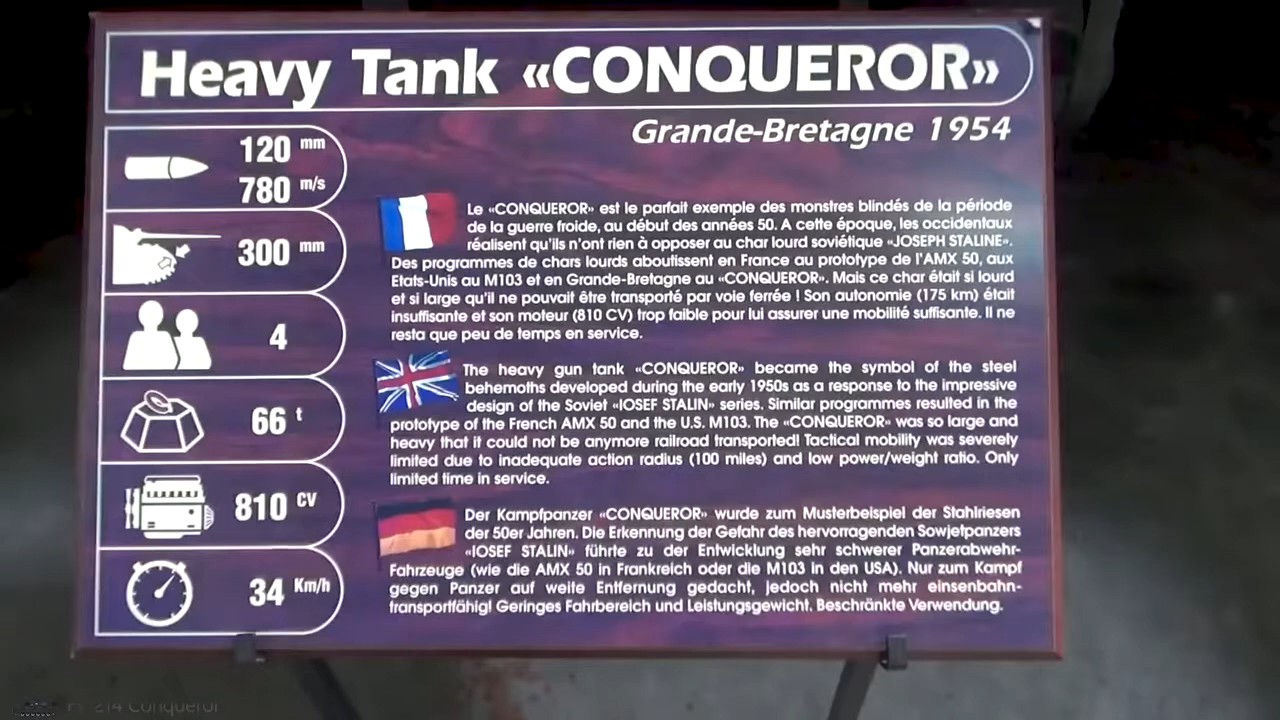 Heavy Tank «CONQUEROR»
Grande-Bretagne 1954
120 mm
780 m/s
300 mm
4
66 t
810 CV
34 Km/h
Le «CONQUEROR» est le parfait exemple des monstres blindés de la période
de la guerre froide, au début des années 50. A cette époque, les occidentaux
réalisent qu'ils n'ont rien à opposer au char lourd soviétique «JOSEPH STALINE».
Des programmes de chars lourds aboutissent en France au prototype de l'AMX 50, aux
Etats-Unis au M103 et en Grande-Bretagne au «CONQUEROR». Mais ce char était si lourd
et si large qu'il ne pouvait être transporté par voie ferrée ! Son autonomie (175 km) était
insuffisante et son moteur (810 CV) trop faible pour lui assurer une mobilité suffisante. Il ne
resta que peu de temps en service.
The heavy gun tank «CONQUEROR» became the symbol of the steel
behemoths developed during the early 1950s as a response to the impressive
design of the Soviet «IOSEF STALIN» series. Similar programmes resulted in the
prototype of the French AMX 50 and the U.S. M103. The «CONQUEROR» was so large and
heavy that it could not be anymore railroad transported! Tactical mobility was severely
limited due to inadequate action radius (100 miles) and low power/weight ratio. Only
limited time in service.
Der Kampfpanzer «CONQUEROR» wurde zum Musterbeispiel der Stahlriesen
der 50er Jahren. Die Erkennung der Gefahr des hervorragenden Sowjetpanzers
«IOSEF STALIN» führte zu der Entwicklung sehr schwerer Panzerabwehr-
Fahrzeuge (wie die AMX 50 in Frankreich oder die M103 in den USA). Nur zum Kampf
gegen Panzer auf weite Entfernung gedacht, jedoch nicht mehr einsenbahn-
transportfähig! Geringes Fahrbereich und Leistungsgewicht. Beschränkte Verwendung.
Conqueror